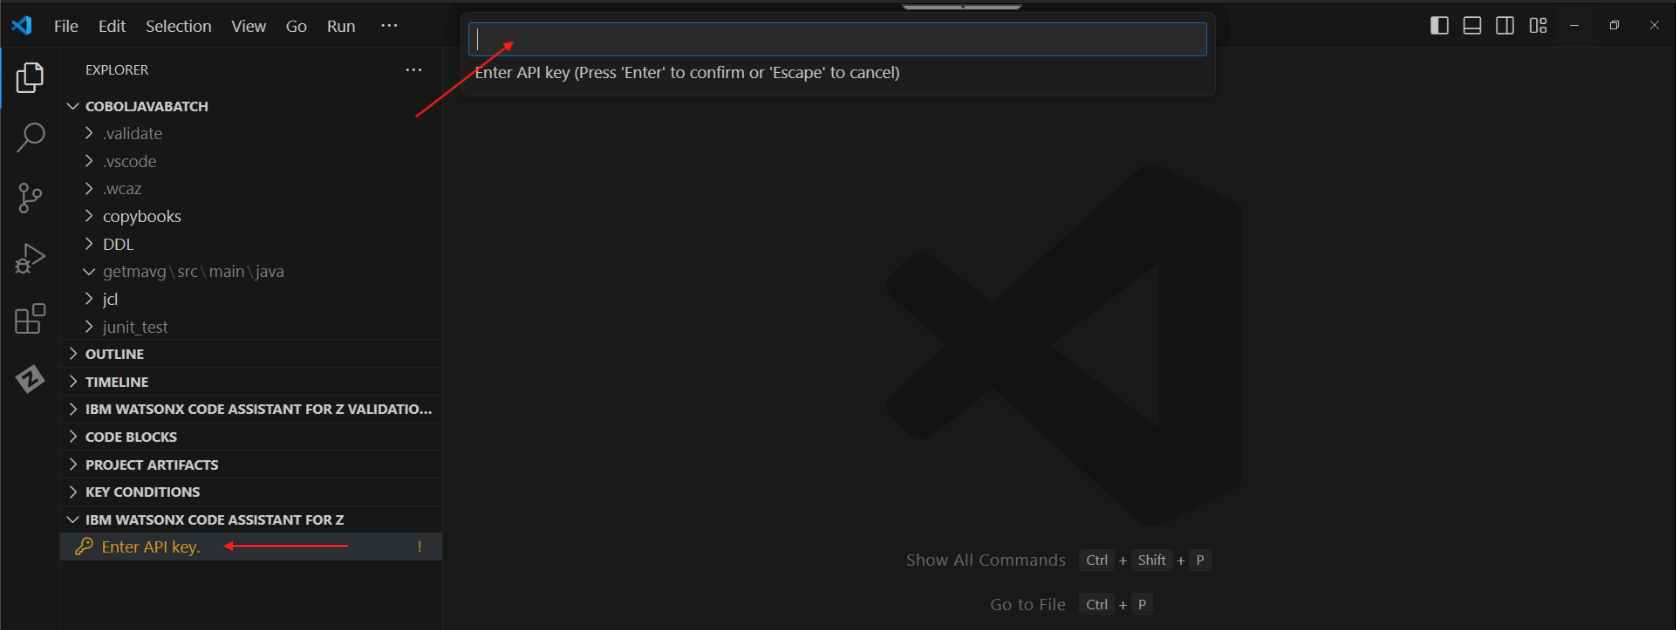 File Edit Selection View Go Run ...
Enter API key (Press 'Enter' to confirm or 'Escape' to cancel)
EXPLORER ...
COBOLJAVABATCH
.validate
.vscode
.wcaz
copybooks
DDL
getmavg\src\main\java
jcl
junit_test
OUTLINE
TIMELINE
IBM WATSONX CODE ASSISTANT FOR Z VALIDATIO...
CODE BLOCKS
PROJECT ARTIFACTS
KEY CONDITIONS
IBM WATSONX CODE ASSISTANT FOR Z
Enter API key. !
Show All Commands Ctrl + Shift + P
Go to File Ctrl + P